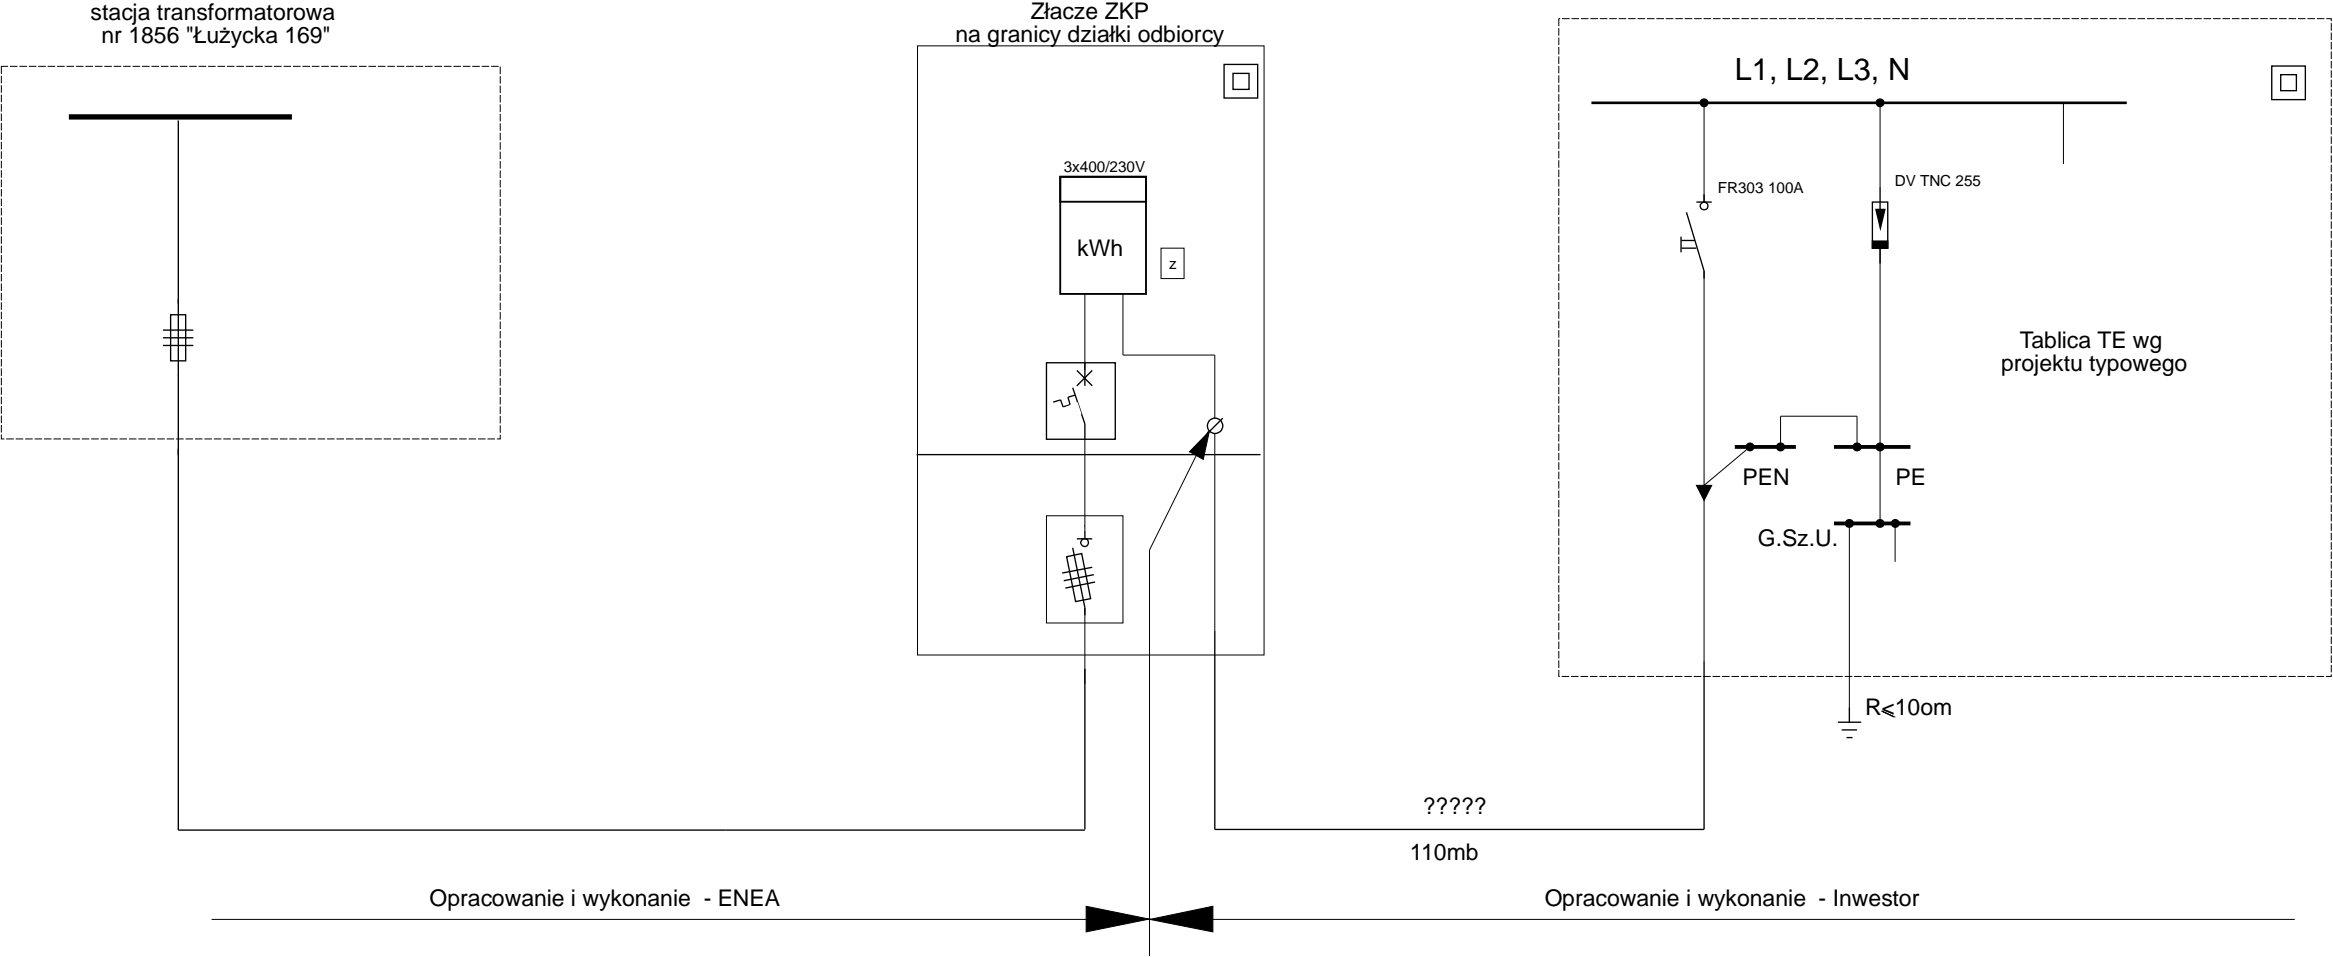 stacja transformatorowa
nr 1856 "Łużycka 169"
Złacze ZKP
na granicy działki odbiorcy
3x400/230V
kWh
z
L1, L2, L3, N
FR303 100A
DV TNC 255
Tablica TE wg
projektu typowego
PEN
PE
G.Sz.U.
R⩽10om
?????
110mb
Opracowanie i wykonanie - ENEA
Opracowanie i wykonanie - Inwestor